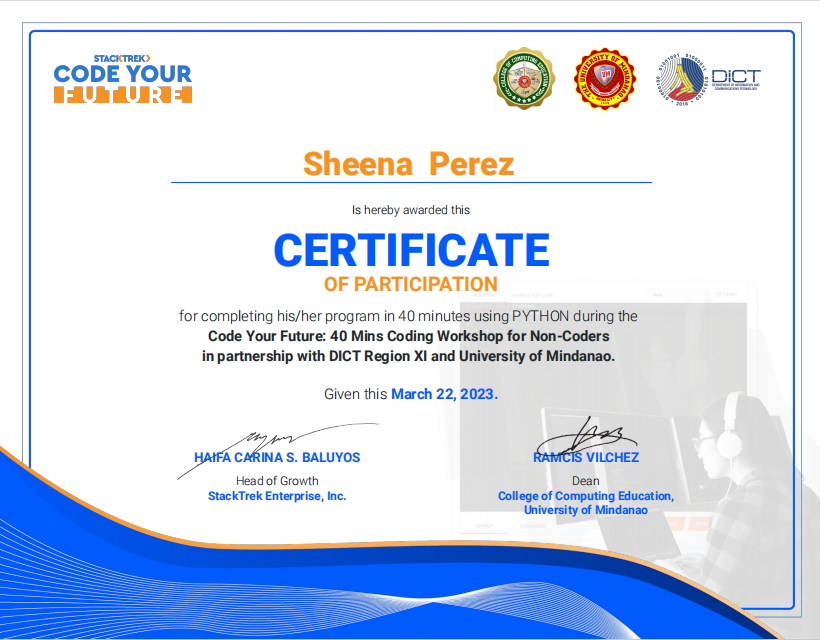 STACKTREK
CODE YOUR
FUTURE
COLLEGE OF COMPUTING EDUCATION
THE UNIVERSITY OF MINDANAO
UM
DICT
DEPARTMENT OF INFORMATION AND
COMMUNICATIONS TECHNOLOGY
2016
Sheena Perez
Is hereby awarded this
CERTIFICATE
OF PARTICIPATION
for completing his/her program in 40 minutes using PYTHON during the
Code Your Future: 40 Mins Coding Workshop for Non-Coders
in partnership with DICT Region XI and University of Mindanao.
Given this March 22, 2023.
HAIFA CARINA S. BALUYOS
Head of Growth
StackTrek Enterprise, Inc.
RAMCIS VILCHEZ
Dean
College of Computing Education,
University of Mindanao